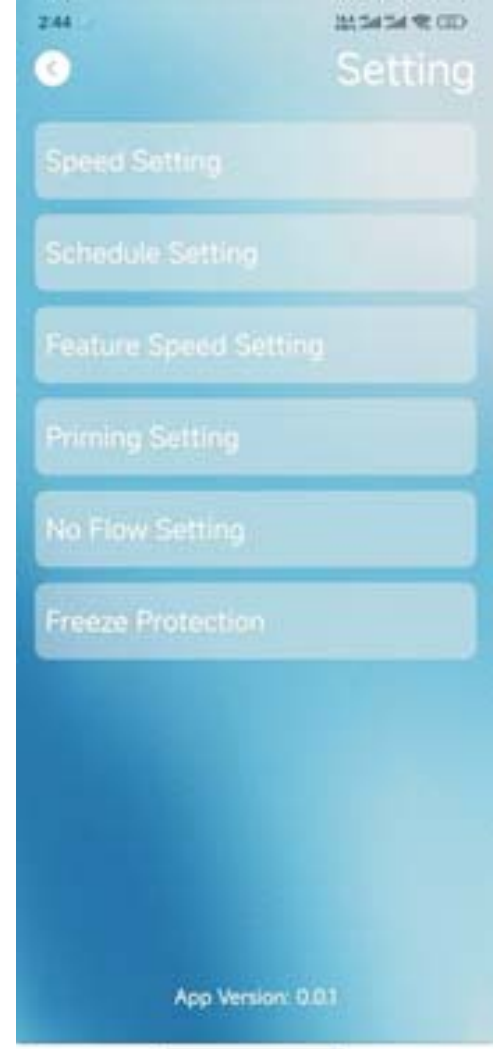 2:44
Setting
Speed Setting
Schedule Setting
Feature Speed Setting
Priming Setting
No Flow Setting
Freeze Protection
App Version: 0.0.1